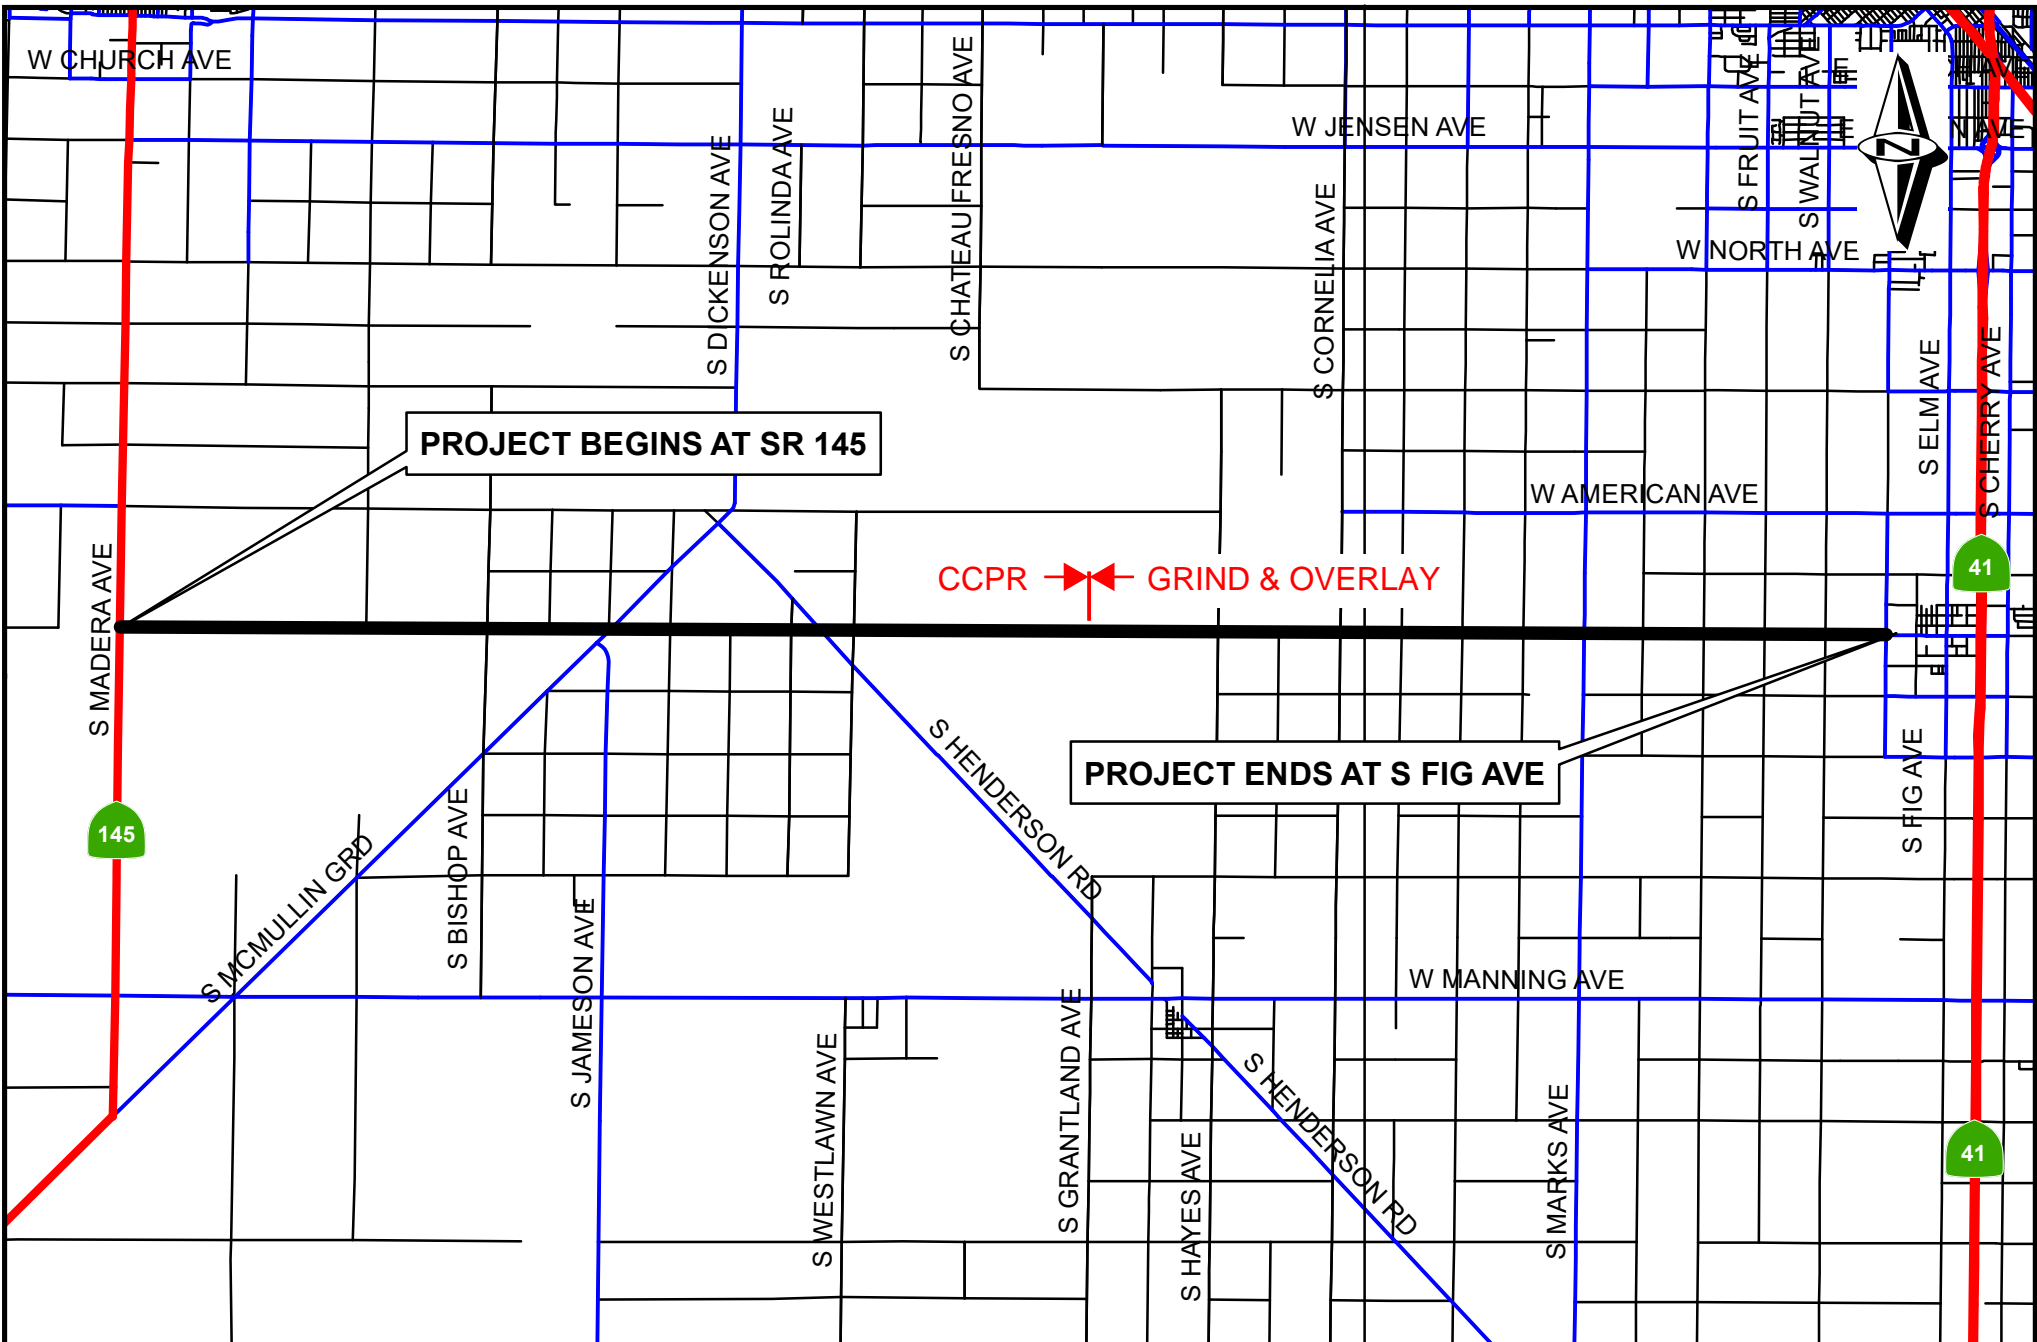 W CHURCH AVE
S DICKENSON AVE
S ROLINDA AVE
S CHATEAU FRESNO AVE
W JENSEN AVE
S CORNELIA AVE
S FRUIT AVE
S WALNUT AVE
N
W NORTH AVE
S ELM AVE
S CHERRY AVE
PROJECT BEGINS AT SR 145
W AMERICAN AVE
S MADERA AVE
CCPR
GRIND & OVERLAY
41
S HENDERSON RD
PROJECT ENDS AT S FIG AVE
S FIG AVE
145
S MCMULLIN GRD
S BISHOP AVE
S JAMESON AVE
W MANNING AVE
S WESTLAWN AVE
S GRANTLAND AVE
S HAYES AVE
S HENDERSON RD
S MARKS AVE
41